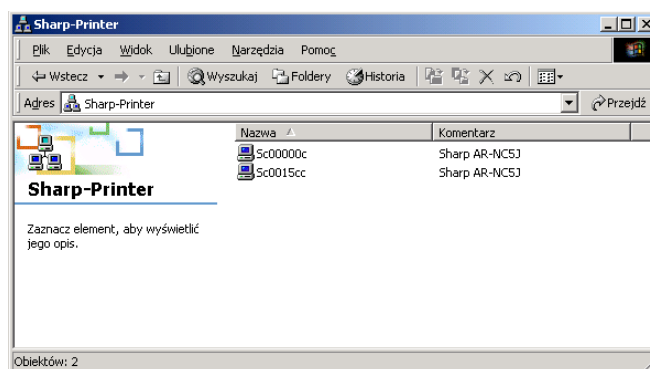 Sharp-Printer
Plik Edycja Widok Ulubione Narzędzia Pomoc
Wstecz Wyszukaj Foldery Historia
Adres Sharp-Printer Przejdź
Nazwa Komentarz
Sc00000c Sharp AR-NC5J
Sc0015cc Sharp AR-NC5J
Sharp-Printer
Zaznacz element, aby wyświetlić
jego opis.
Obiektów: 2